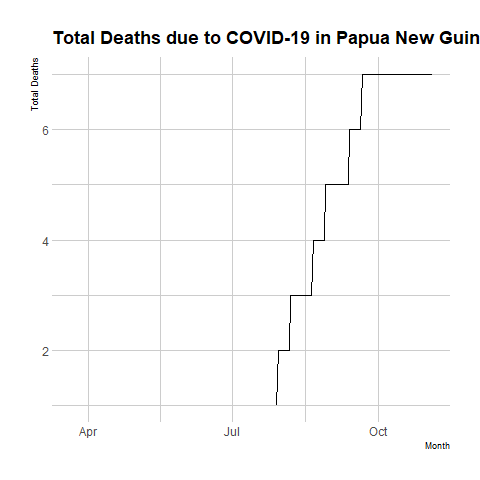 Total Deaths due to COVID-19 in Papua New Guin
Total Deaths
6
4
2
Apr Jul Oct
Month